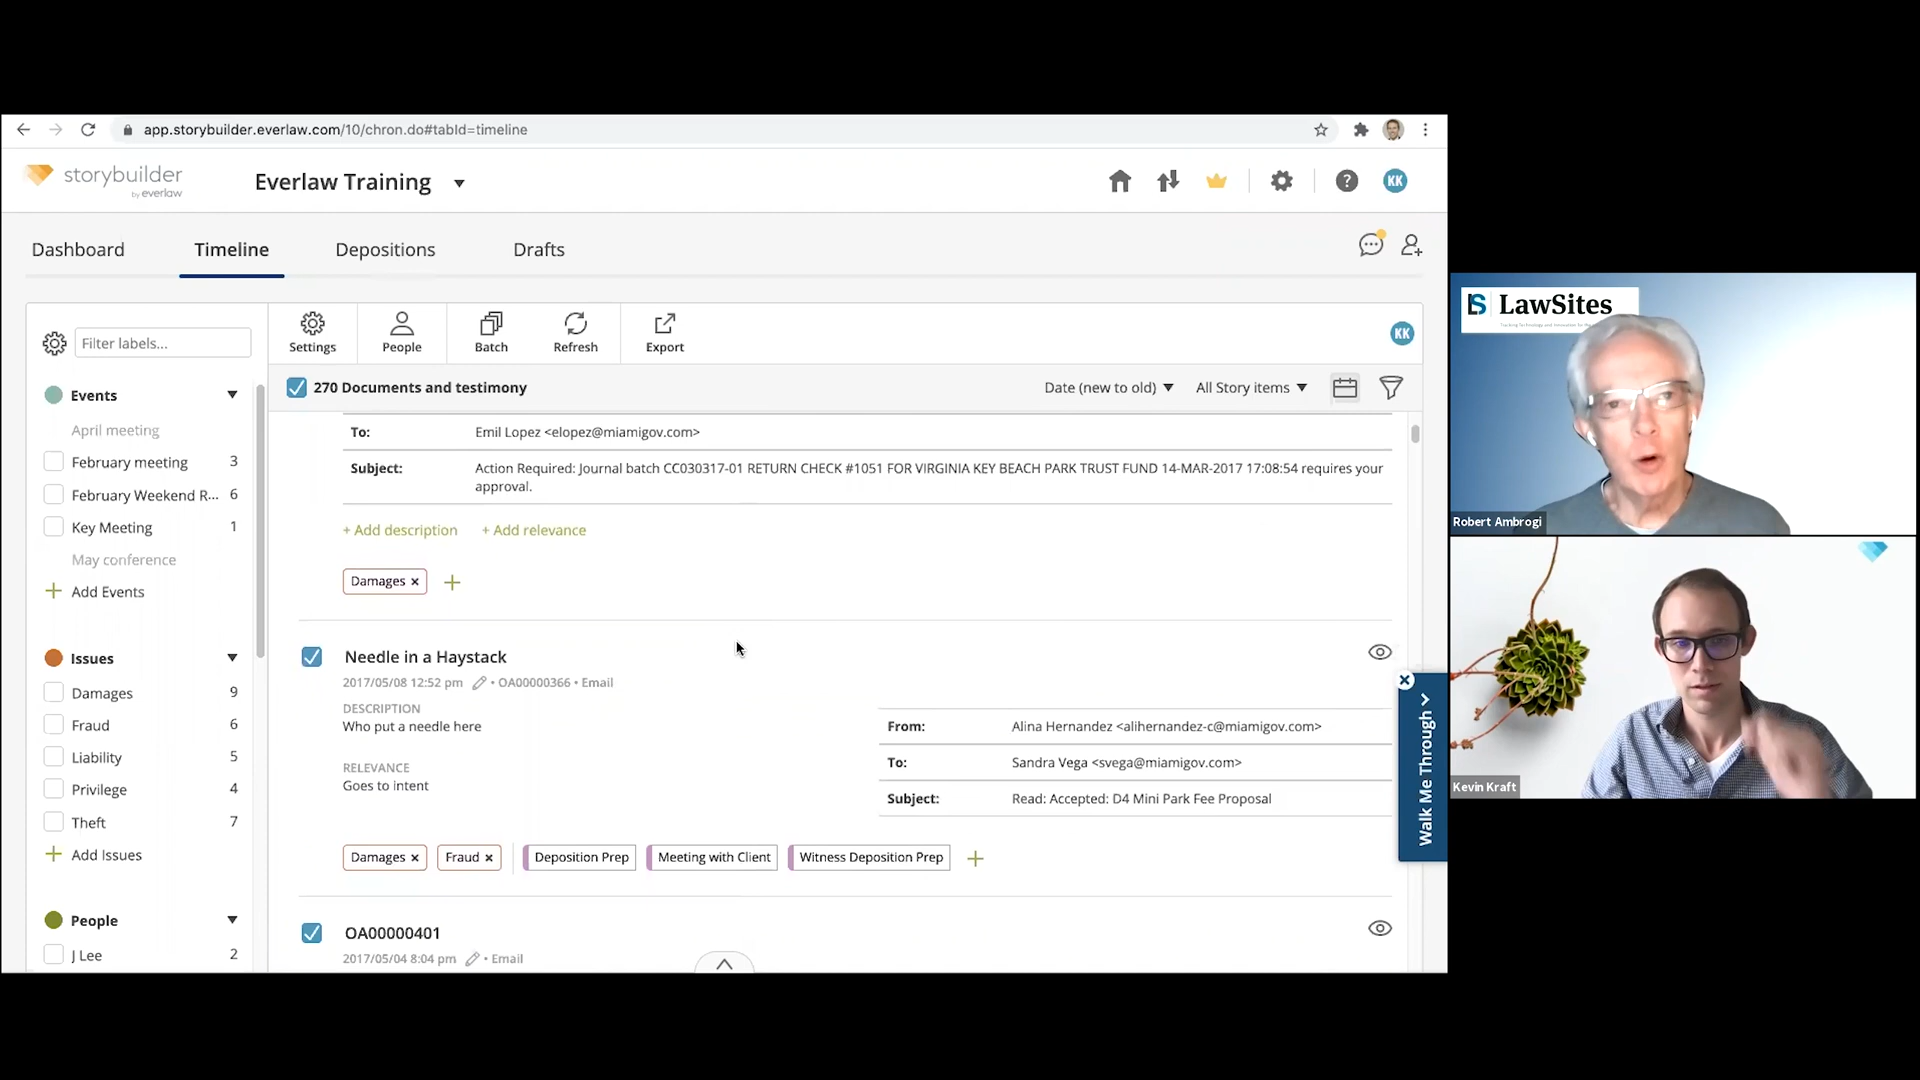 app.storybuilder.everlaw.com/10/chron.do#tabId=timeline
storybuilder
by everlaw
Everlaw Training
?
KK
Dashboard
Timeline
Depositions
Drafts
Filter labels...
Settings
People
Batch
Refresh
Export
KK
270 Documents and testimony
Date (new to old)
All Story items
Events
April meeting
February meeting 3
February Weekend R... 6
Key Meeting 1
May conference
+ Add Events
Issues
Damages 9
Fraud 6
Liability 5
Privilege 4
Theft 7
+ Add Issues
People
J Lee 2
To: Emil Lopez <elopez@miamigov.com>
Subject: Action Required: Journal batch CC030317-01 RETURN CHECK #1051 FOR VIRGINIA KEY BEACH PARK TRUST FUND 14-MAR-2017 17:08:54 requires your
approval.
+ Add description + Add relevance
Damages × +
Needle in a Haystack
2017/05/08 12:52 pm • OA00000366 • Email
DESCRIPTION
Who put a needle here
RELEVANCE
Goes to intent
From: Alina Hernandez <alihernandez-c@miamigov.com>
To: Sandra Vega <svega@miamigov.com>
Subject: Read: Accepted: D4 Mini Park Fee Proposal
Damages × Fraud × Deposition Prep Meeting with Client Witness Deposition Prep +
OA00000401
2017/05/04 8:04 pm • Email
Walk Me Through
LS LawSites
Robert Ambrogi
Kevin Kraft